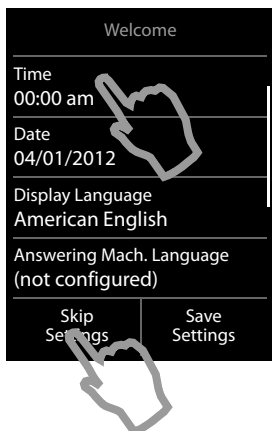 Welcome
Time
00:00 am
Date
04/01/2012
Display Language
American English
Answering Mach. Language
(not configured)
Skip
Settings
Save
Settings